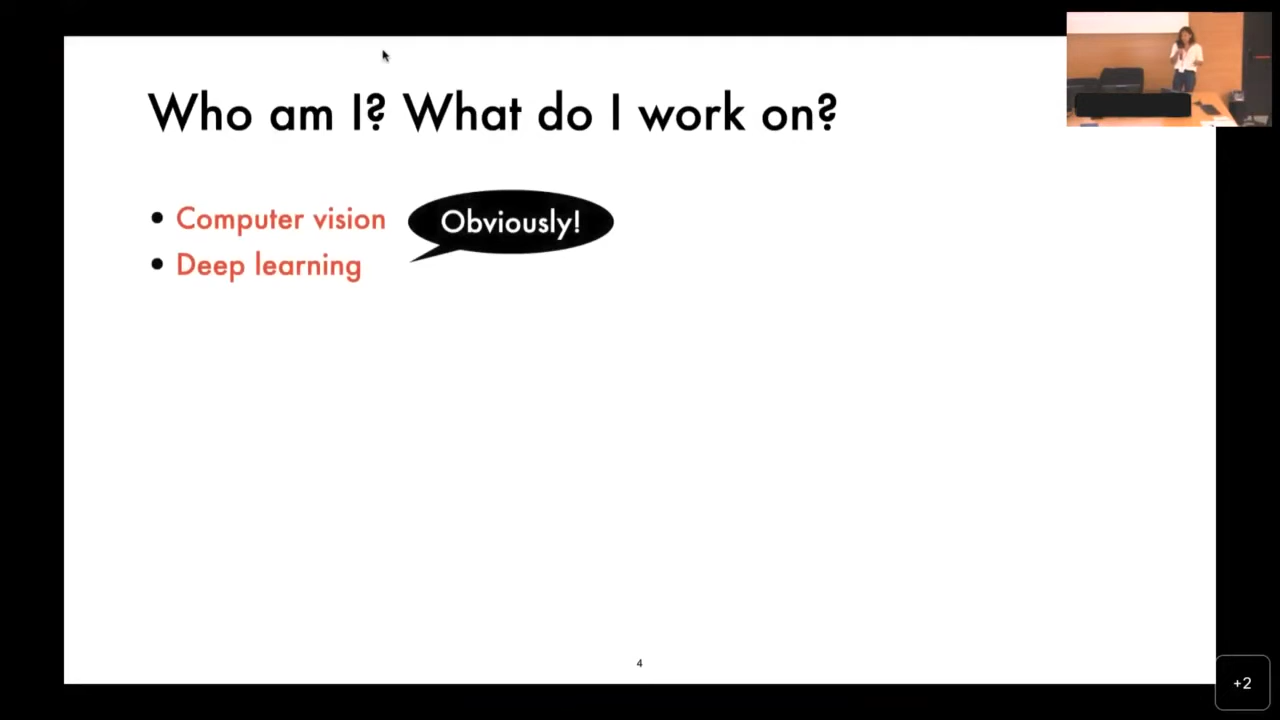 Who am I? What do I work on?
• Computer vision
Obviously!
• Deep learning
4
+2